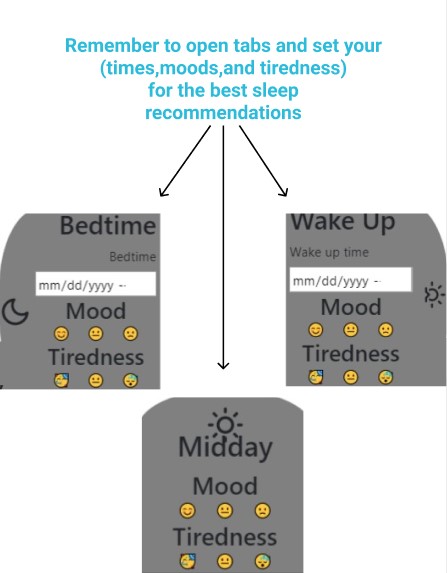 Remember to open tabs and set your
(times,moods,and tiredness)
for the best sleep
recommendations
Bedtime
Bedtime
mm/dd/yyyy --
Mood
Tiredness
Wake Up
Wake up time
mm/dd/yyyy --
Mood
Tiredness
Midday
Mood
Tiredness